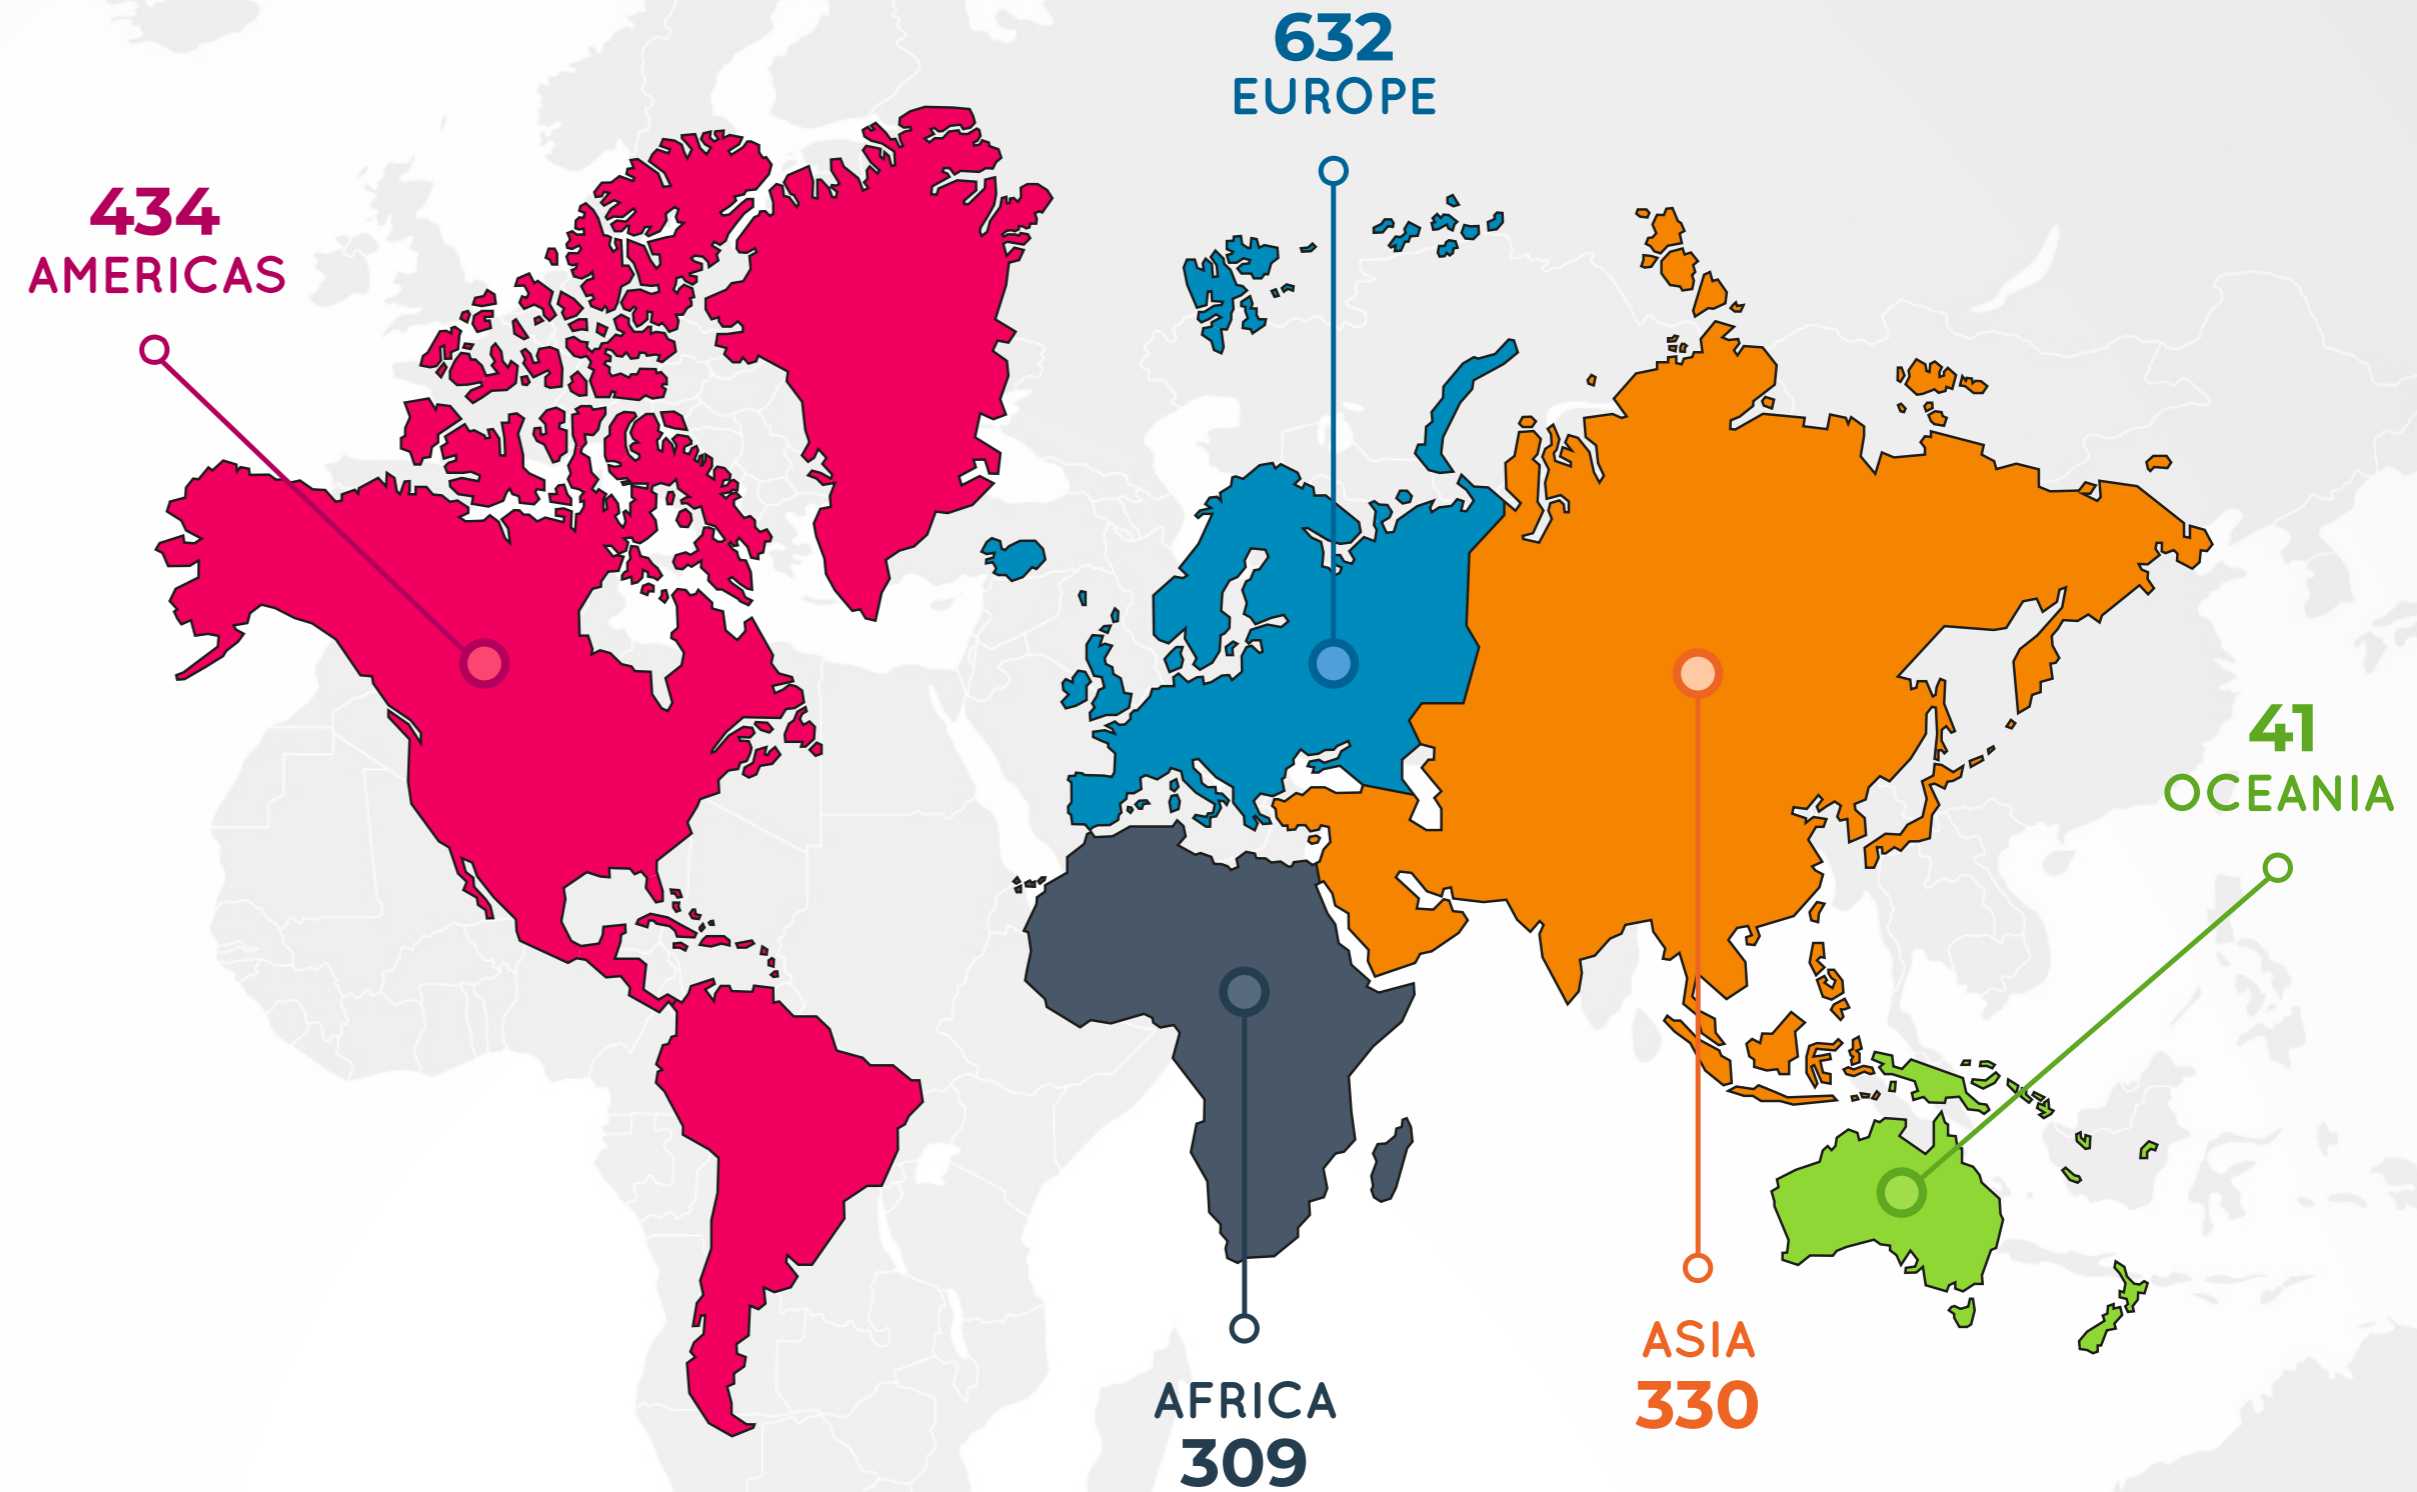 632
EUROPE
434
AMERICAS
41
OCEANIA
ASIA
330
AFRICA
309